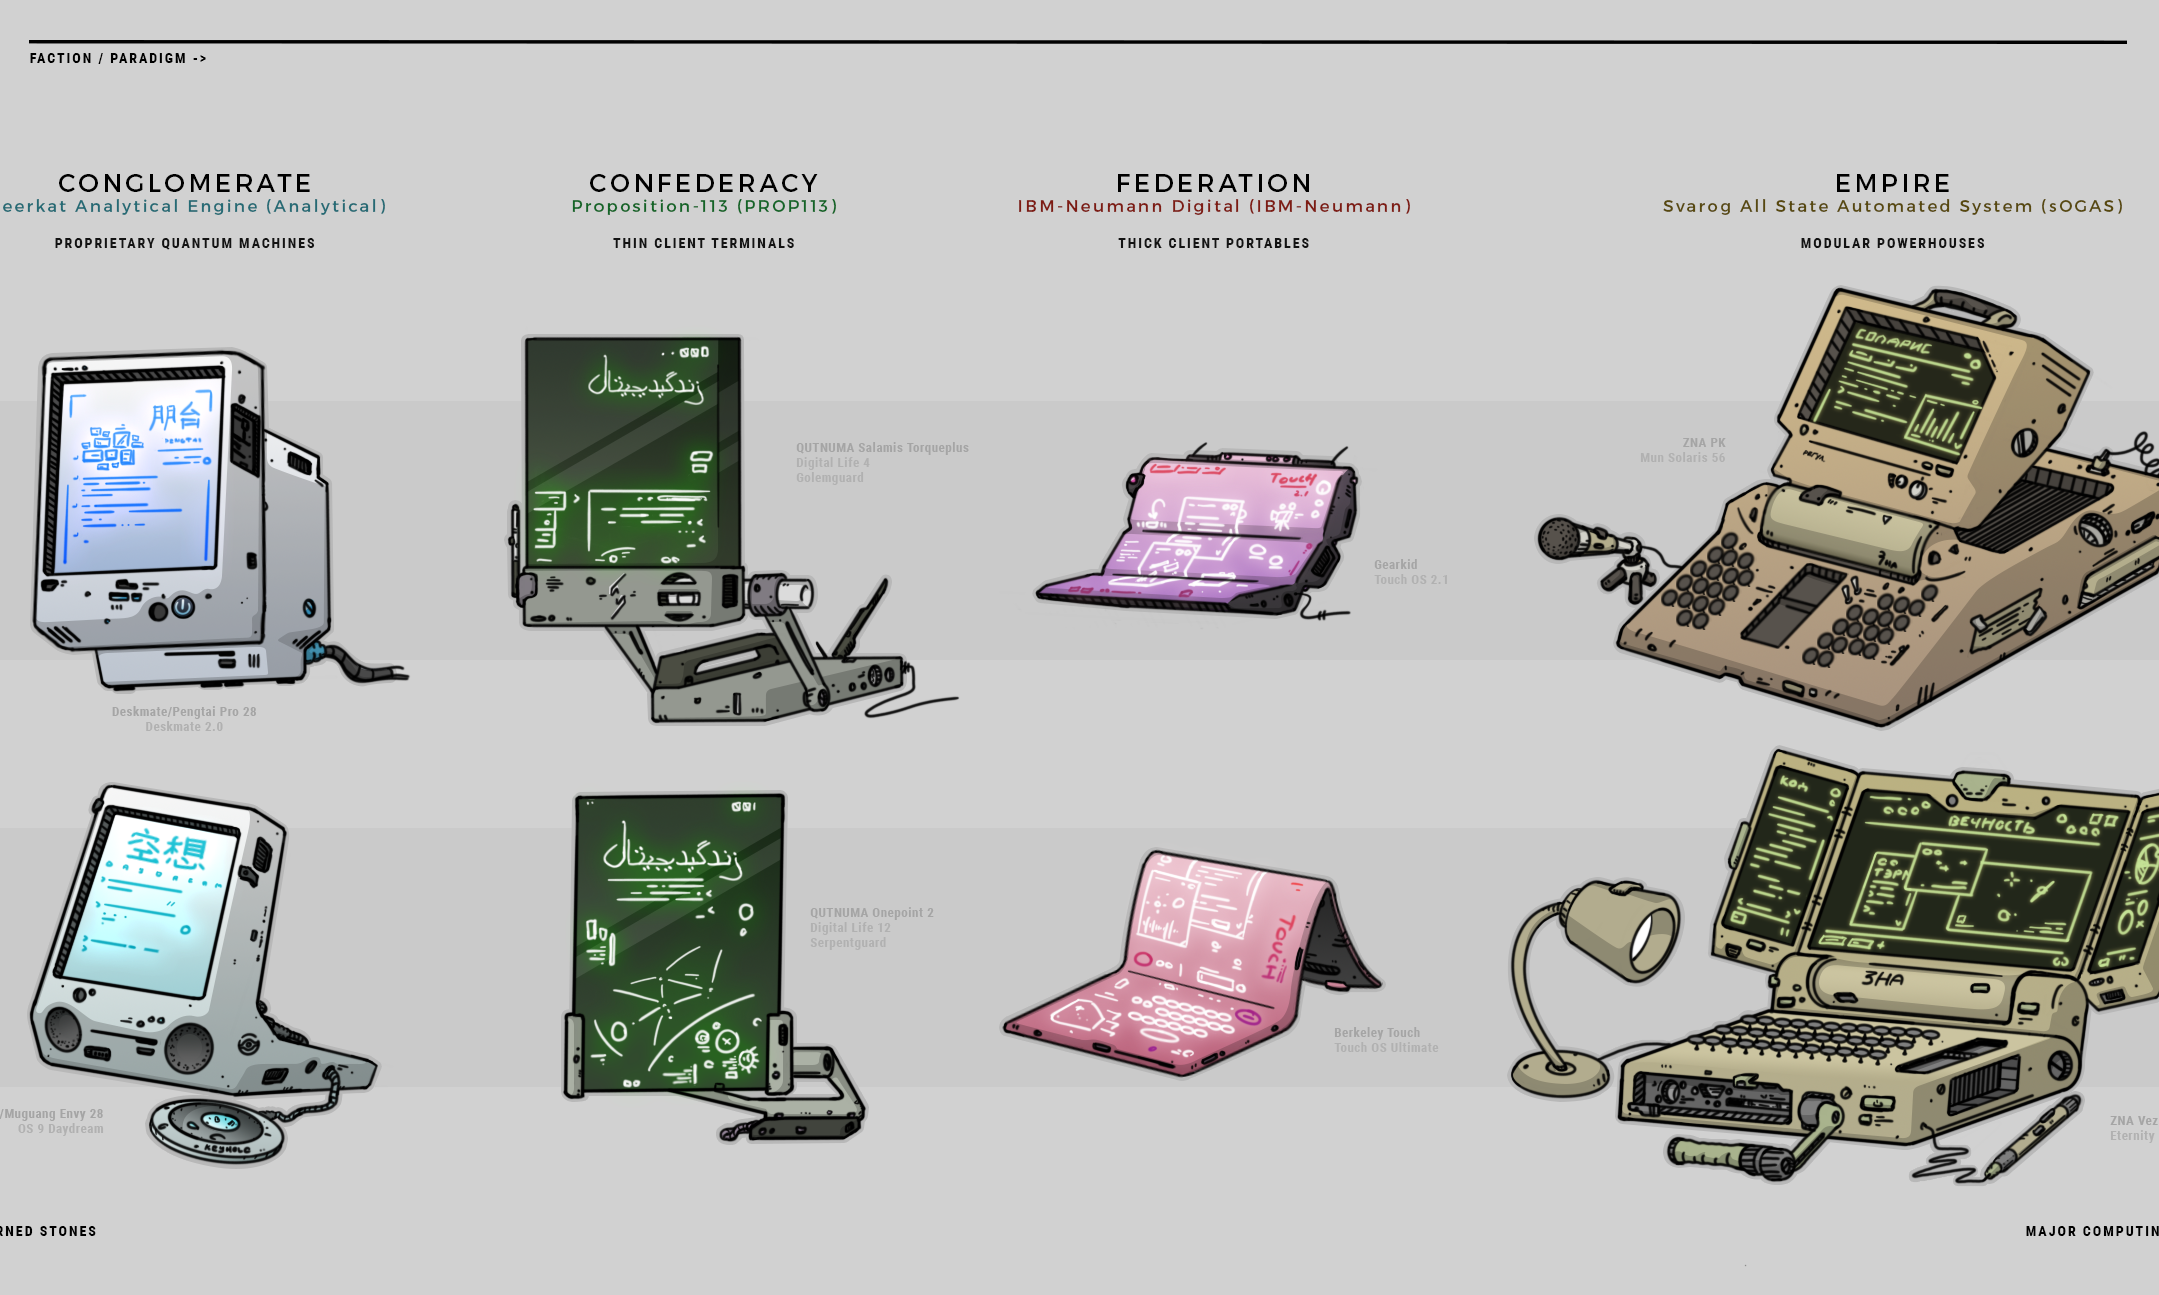 FACTION / PARADIGM ->
CONGLOMERATE
eerkat Analytical Engine (Analytical)
PROPRIETARY QUANTUM MACHINES
CONFEDERACY
Proposition-113 (PROP113)
THIN CLIENT TERMINALS
FEDERATION
IBM-Neumann Digital (IBM-Neumann)
THICK CLIENT PORTABLES
EMPIRE
Svarog All State Automated System (sOGAS)
MODULAR POWERHOUSES
朋台
Deskmate/Pengtai Pro 28
Deskmate 2.0
QUTNUMA Salamis Torqueplus
Digital Life 4
Golemguard
Touch
2.1
Gearkid
Touch OS 2.1
ZNA PK
Mun Solaris 56
СОЛАРИС
ЗНА
空想
KEYHOLE
/Muguang Envy 28
OS 9 Daydream
QUTNUMA Onepoint 2
Digital Life 12
Serpentguard
Touch
Berkeley Touch
Touch OS Ultimate
КОМ
ВЕЧНОСТЬ
ЗНА
ZNA Vez
Eternity
RNED STONES
MAJOR COMPUTIN